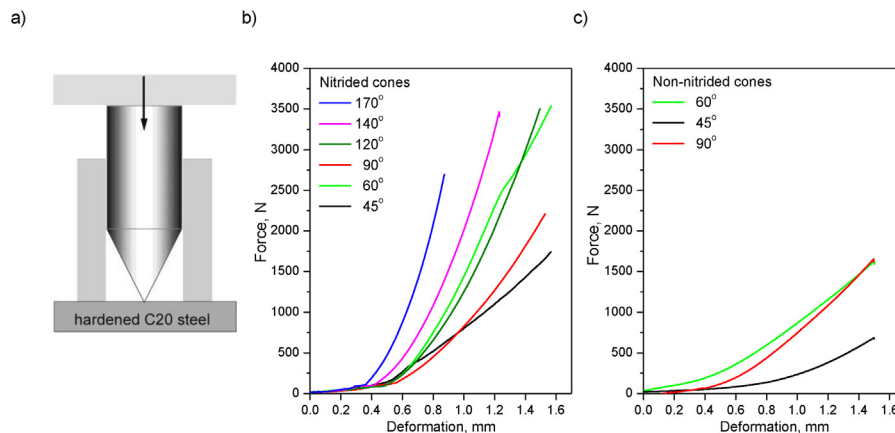 a)
hardened C20 steel
b)
Force, N
4000
3500
3000
2500
2000
1500
1000
500
0
Nitrided cones
170°
140°
120°
90°
60°
45°
0.0 0.2 0.4 0.6 0.8 1.0 1.2 1.4 1.6
Deformation, mm
c)
Force, N
4000
3500
3000
2500
2000
1500
1000
500
0
Non-nitrided cones
60°
45°
90°
0.0 0.2 0.4 0.6 0.8 1.0 1.2 1.4 1.6
Deformation, mm